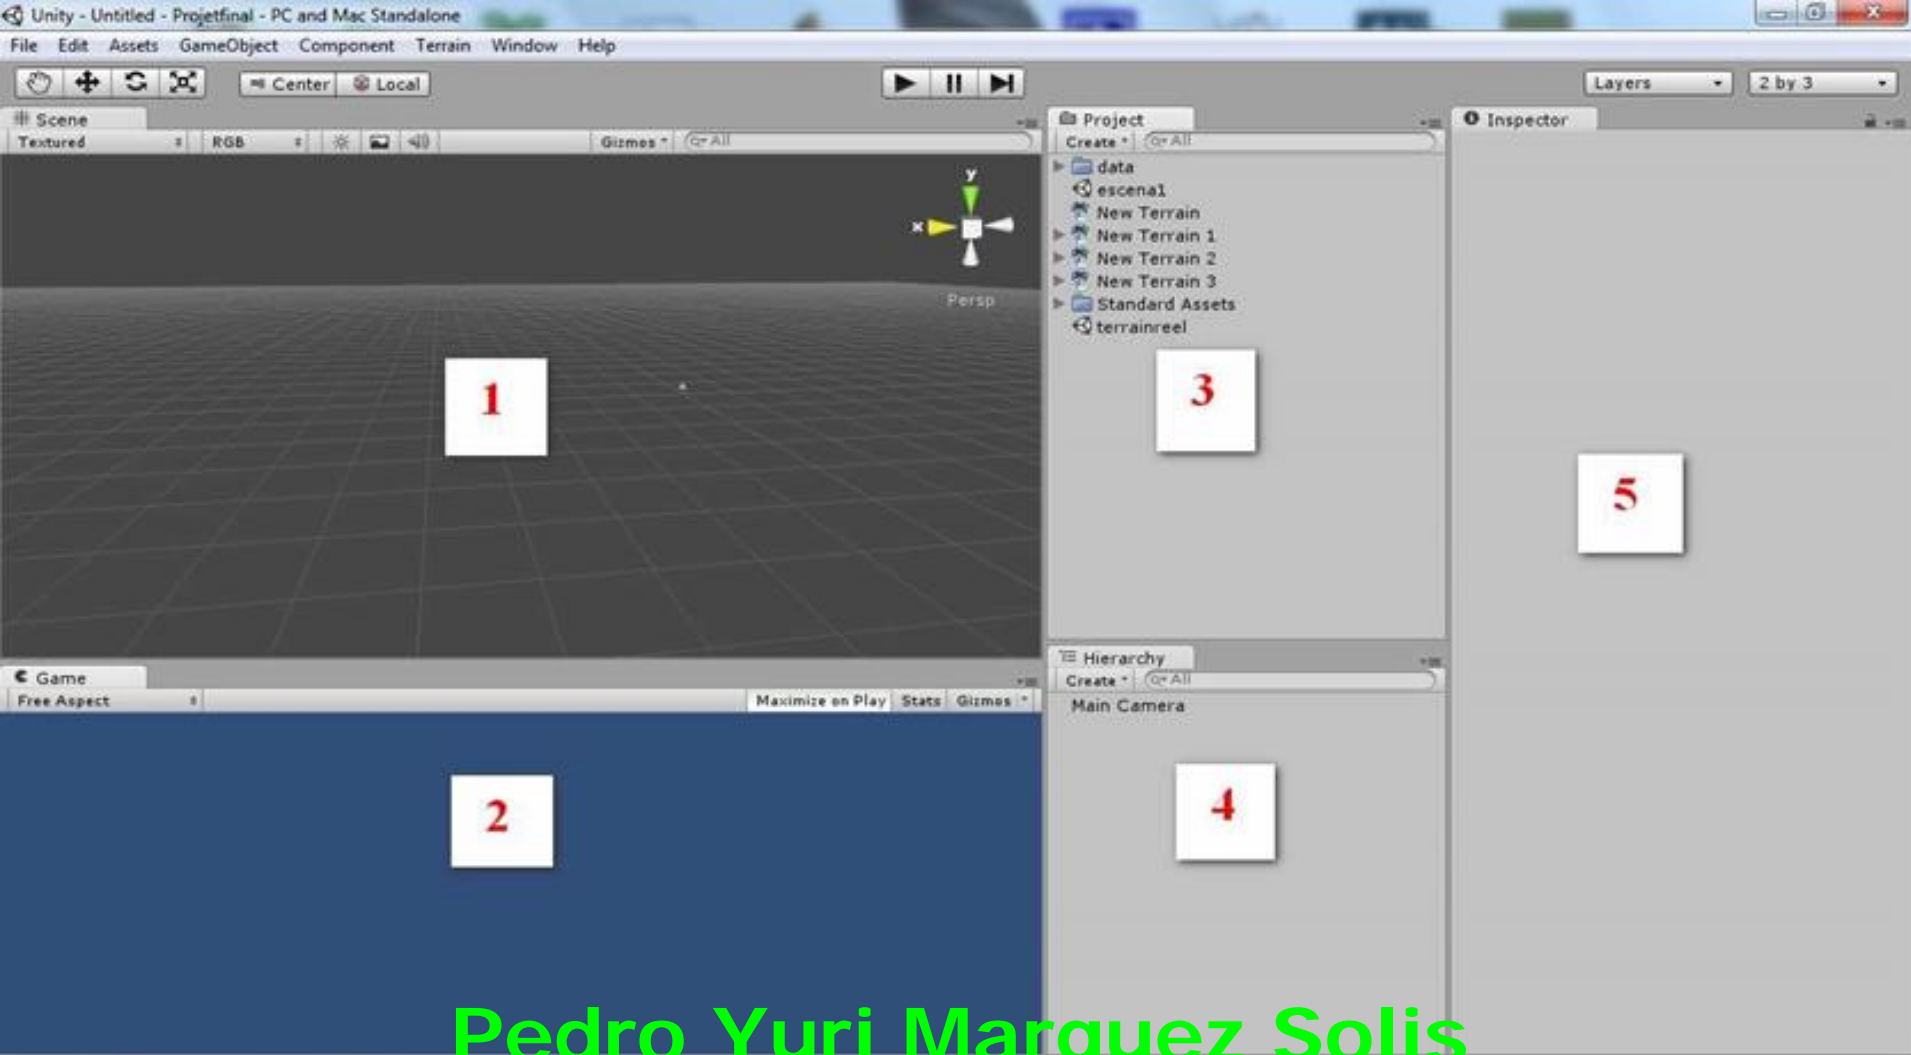 Unity - Untitled - Projetfinal - PC and Mac Standalone
File Edit Assets GameObject Component Terrain Window Help
Center Local Layers 2 by 3
Scene
Textured RGB Gizmos All
y
x
Persp
1
Game
Free Aspect Maximize on Play Stats Gizmos
2
Project
Create All
data
escena1
New Terrain
New Terrain 1
New Terrain 2
New Terrain 3
Standard Assets
terrainreel
3
Hierarchy
Create All
Main Camera
4
Inspector
5
Pedro Yuri Marquez Solis